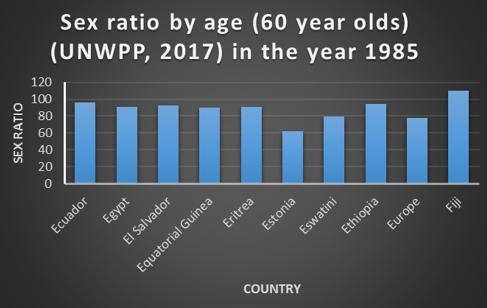 Sex ratio by age (60 year olds)
(UNWPP, 2017) in the year 1985
120
100
80
60
40
20
0
SEX RATIO
Ecuador
Egypt
El Salvador
Equatorial Guinea
Eritrea
Estonia
Eswatini
Ethiopia
Europe
Fiji
COUNTRY